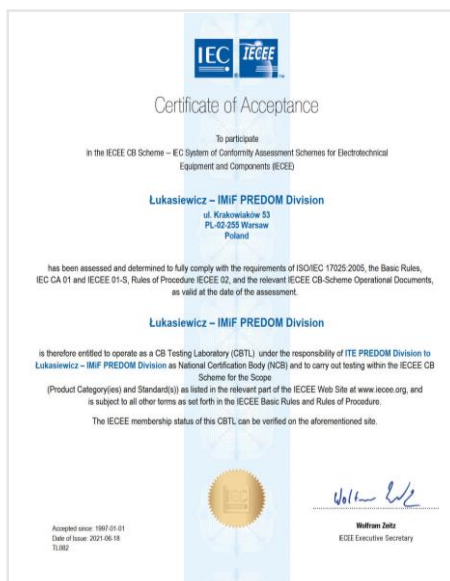 IEC IECEE
Certificate of Acceptance
To participate
in the IECEE CB Scheme – IEC System of Conformity Assessment Schemes for Electrotechnical
Equipment and Components (IECEE)
Łukasiewicz – IMiF PREDOM Division
ul. Krakowiaków 53
PL-02-255 Warsaw
Poland
has been assessed and determined to fully comply with the requirements of ISO/IEC 17025:2005, the Basic Rules,
IEC CA 01 and IECEE 01-S, Rules of Procedure IECEE 02, and the relevant IECEE CB-Scheme Operational Documents,
as valid at the date of the assessment.
Łukasiewicz – IMiF PREDOM Division
is therefore entitled to operate as a CB Testing Laboratory (CBTL) under the responsibility of ITE PREDOM Division to
Łukasiewicz – IMiF PREDOM Division as National Certification Body (NCB) and to carry out testing within the IECEE CB
Scheme for the Scope
(Product Category(ies) and Standard(s)) as listed in the relevant part of the IECEE Web Site at www.iecee.org, and
is subject to all other terms as set forth in the IECEE Basic Rules and Rules of Procedure.
The IECEE membership status of this CBTL can be verified on the aforementioned site.
IEC
Wolfram Zeitz
Accepted since: 1997-01-01
Wolfram Zeitz
Date of Issue: 2021-06-18
IECEE Executive Secretary
TL082